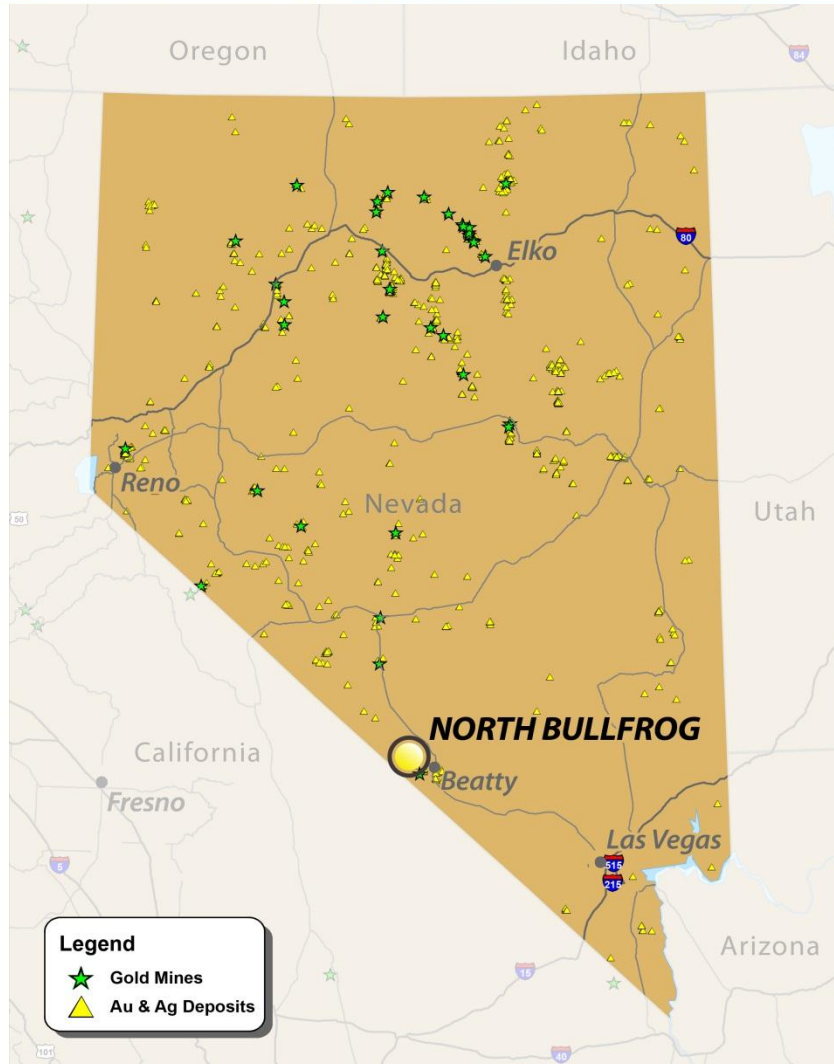 Oregon
Idaho
84
80
Elko
Reno
Nevada
Utah
50
NORTH BULLFROG
California
Beatty
Fresno
Las Vegas
515
215
5
Arizona
Legend
Gold Mines
Au & Ag Deposits
15
101
40